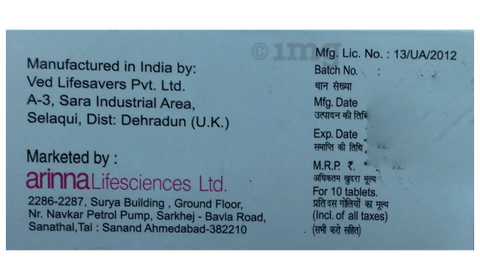 Manufactured in India by:
Ved Lifesavers Pvt. Ltd.
A-3, Sara Industrial Area,
Selaqui, Dist: Dehradun (U.K.)
Marketed by :
arinnaLifesciences Ltd.
2286-2287, Surya Building , Ground Floor,
Nr. Navkar Petrol Pump, Sarkhej - Bavla Road,
Sanathal,Tal : Sanand Ahmedabad-382210
1mg
Mfg. Lic. No. : 13/UA/2012
Batch No. :
धान संख्या
Mfg. Date
उत्पादन की तिथि
Exp. Date :
समाप्ति की तिथि :
M.R.P. ₹.
अधिकतम खुदरा मूल्य
For 10 tablets.
प्रति दस गोलियों का मूल्य
(Incl. of all taxes)
(सभी करो सहित)